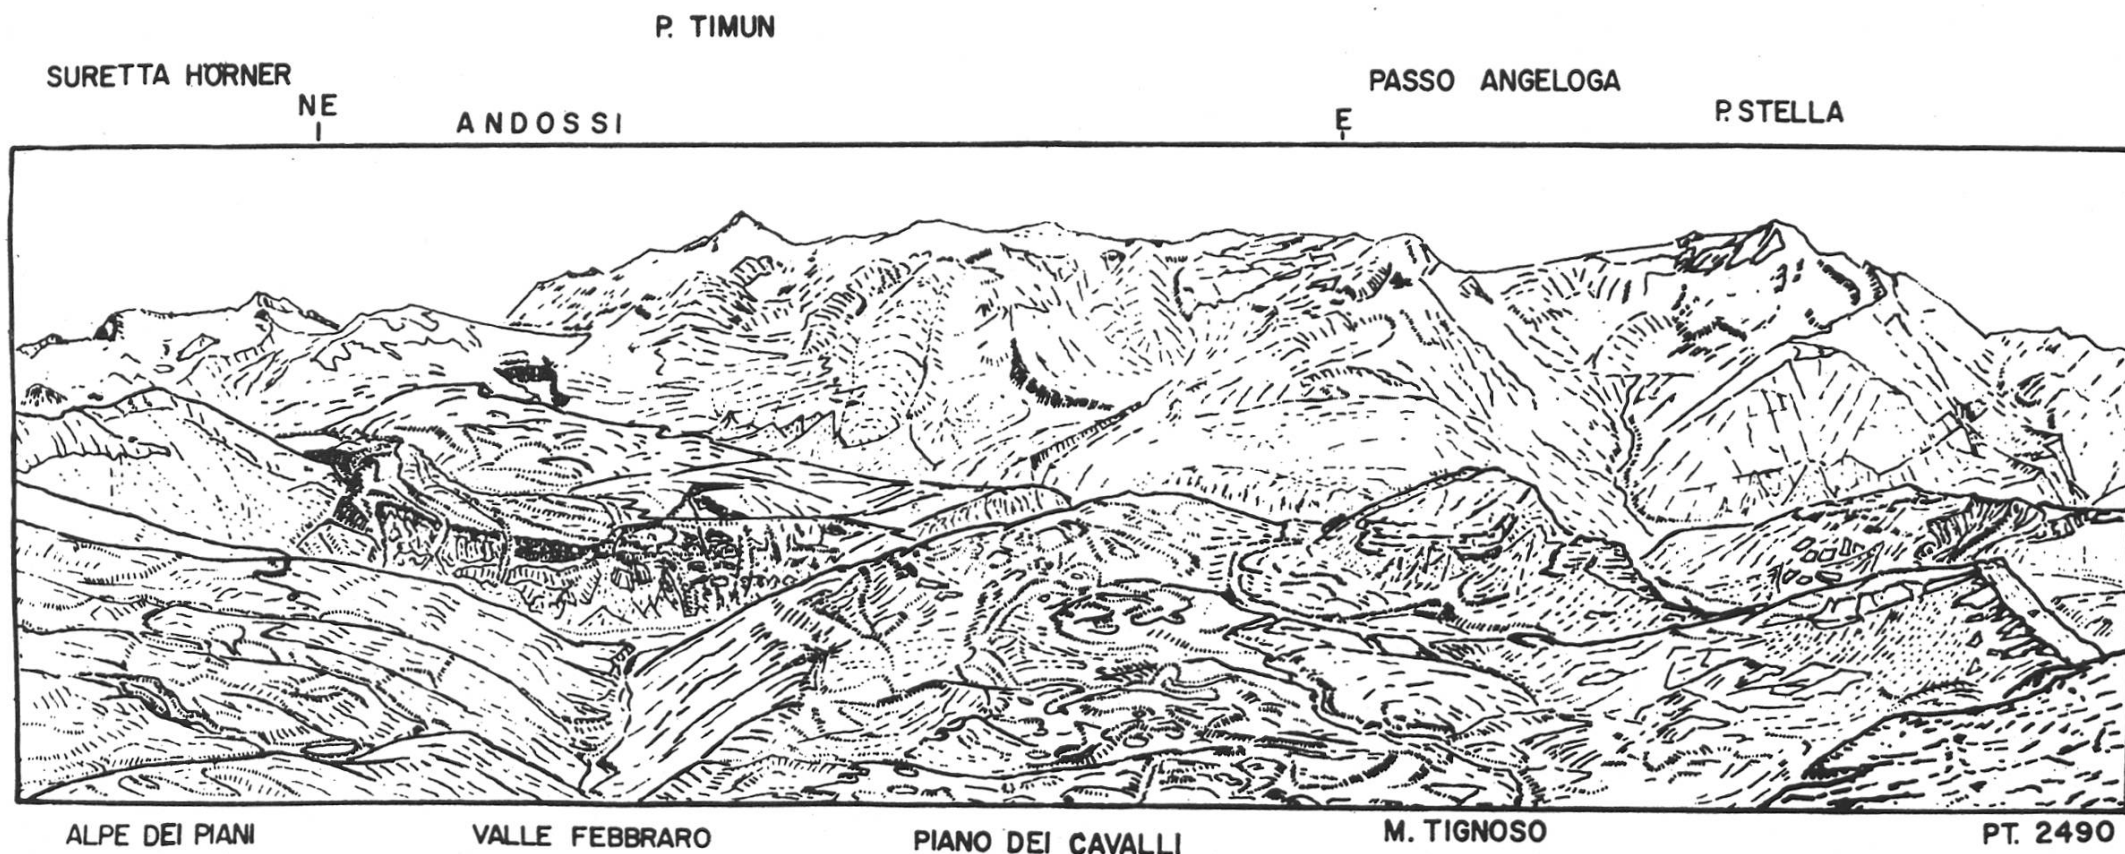 P. TIMUN
SURETTA HÖRNER
PASSO ANGELOGA
NE
ANDOSSI
E
P. STELLA
ALPE DEI PIANI
VALLE FEBBRARO
PIANO DEI CAVALLI
M. TIGNOSO
PT. 2490